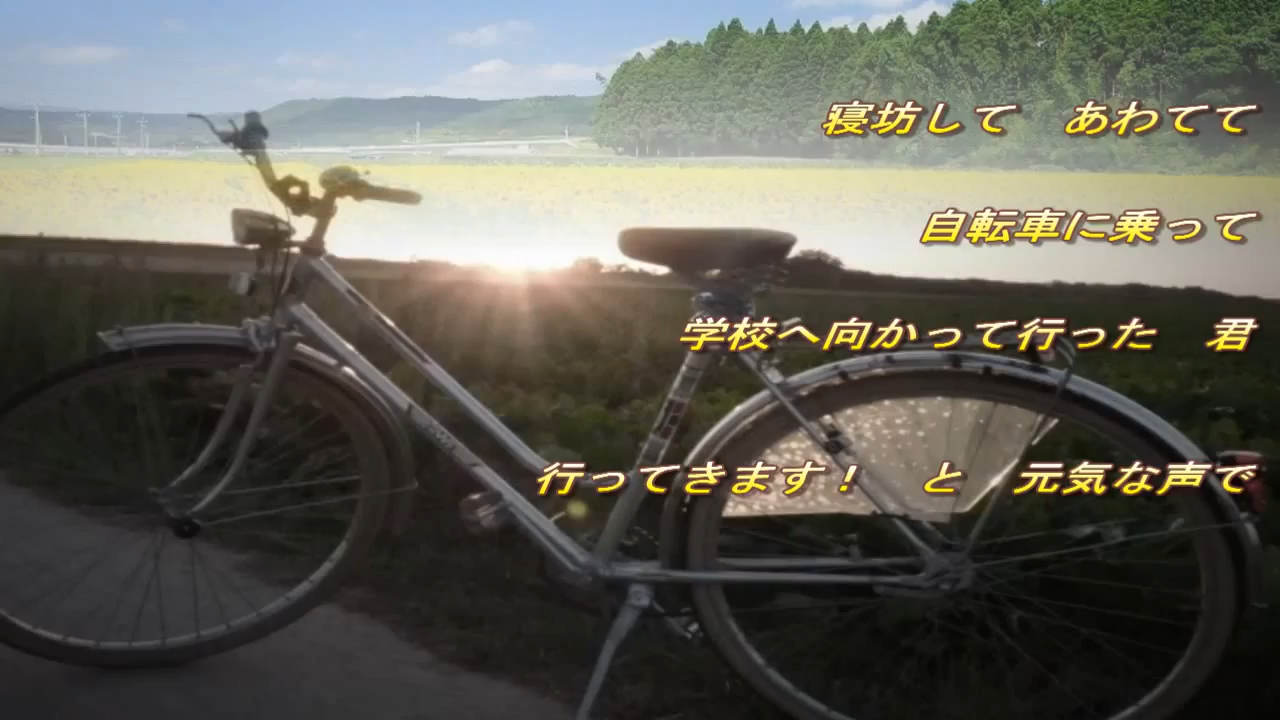 寝坊して　あわてて
自転車に乗って
学校へ向かって行った　君
行ってきます！　と　元気な声で